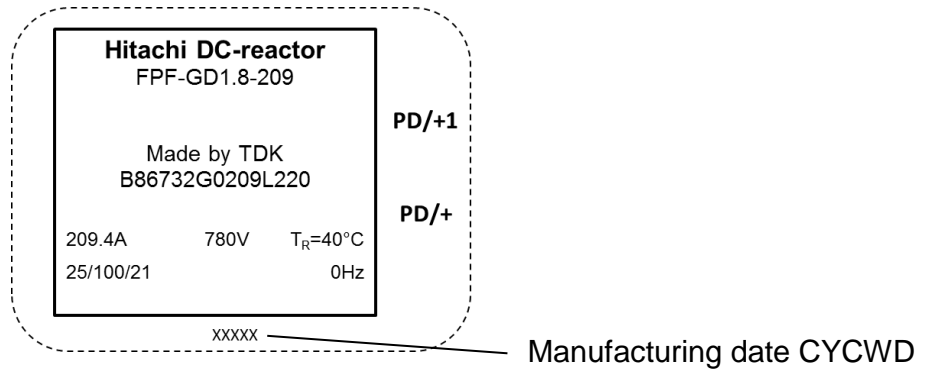 Hitachi DC-reactor
FPF-GD1.8-209
PD/+1
Made by TDK
B86732G0209L220
PD/+
209.4A 780V TR=40°C
25/100/21 0Hz
XXXXX
Manufacturing date CYCWD